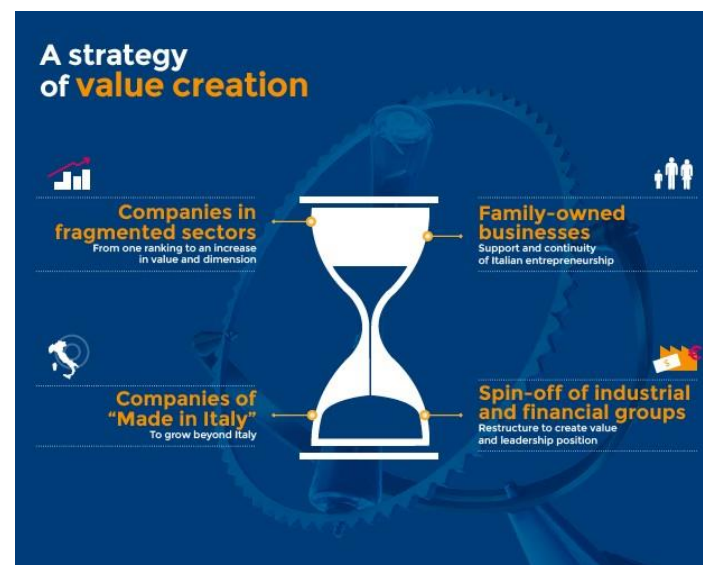 A strategy
of value creation
Companies in
fragmented sectors
From one ranking to an increase
in value and dimension
Family-owned
businesses
Support and continuity
of Italian entrepreneurship
Companies of
“Made in Italy”
To grow beyond Italy
Spin-off of industrial
and financial groups
Restructure to create value
and leadership position
$
€